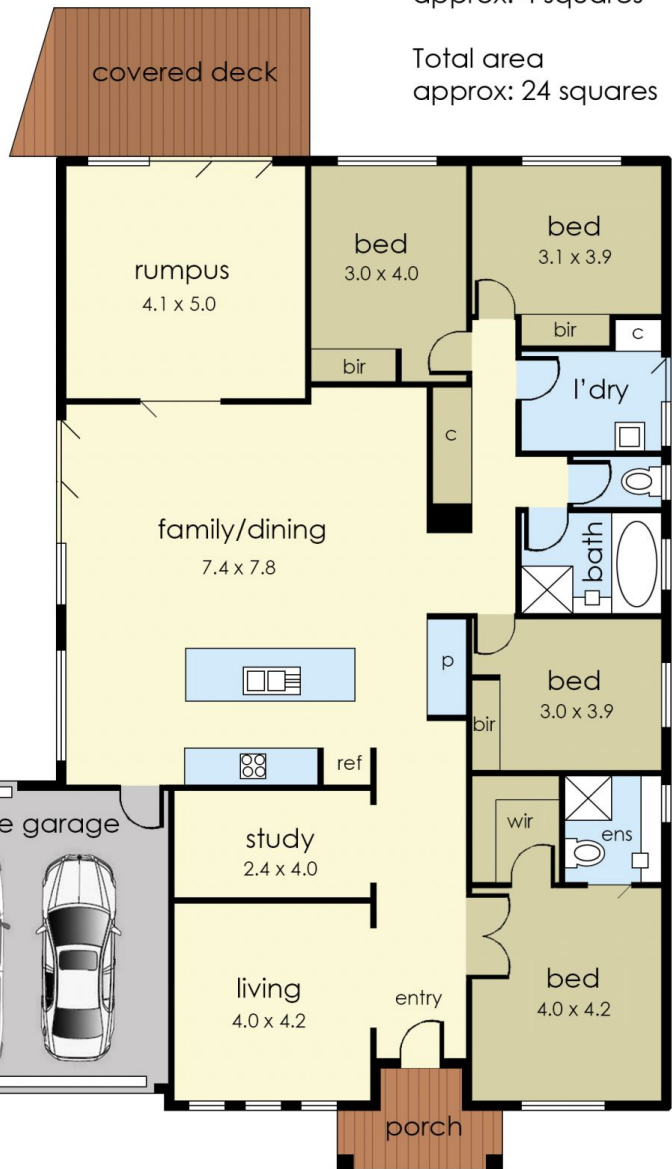 covered deck
Total area
approx: 24 squares
rumpus
4.1 x 5.0
bed
3.0 x 4.0
bir
bed
3.1 x 3.9
bir
c
l'dry
c
family/dining
7.4 x 7.8
bath
p
bed
3.0 x 3.9
bir
ref
garage
study
2.4 x 4.0
wir
ens
living
4.0 x 4.2
entry
bed
4.0 x 4.2
porch